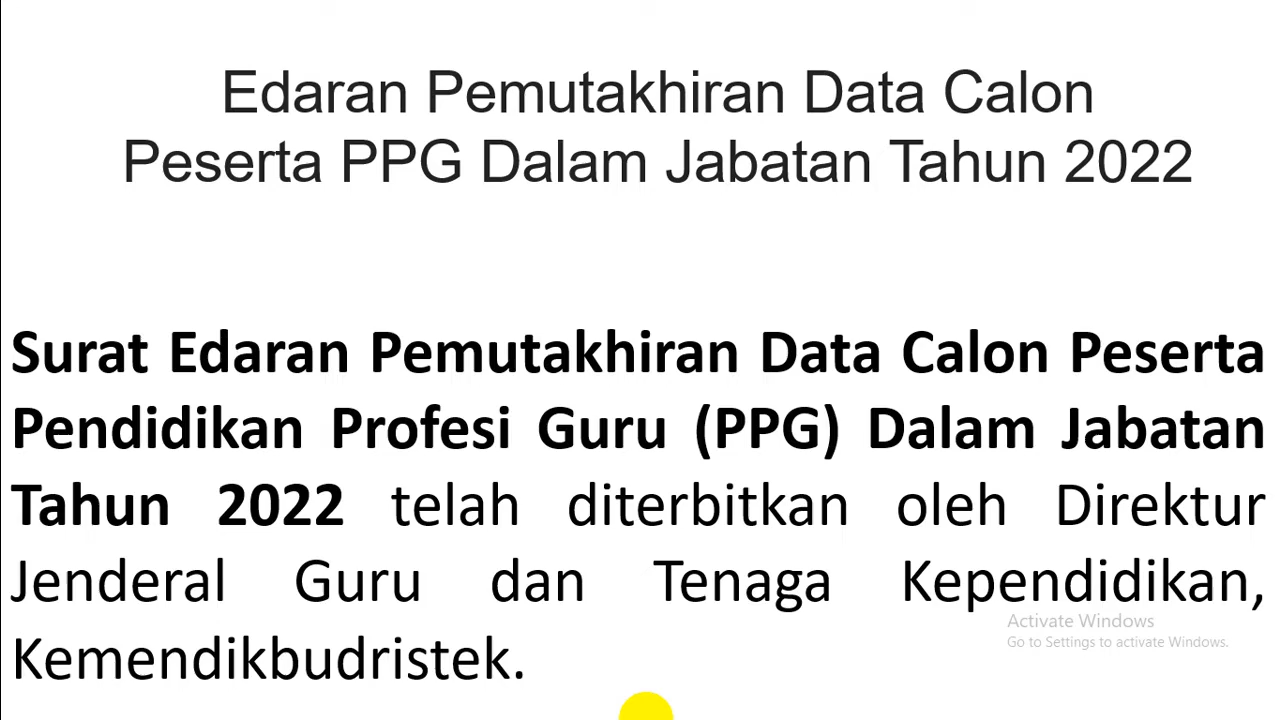 Edaran Pemutakhiran Data Calon
Peserta PPG Dalam Jabatan Tahun 2022
Surat Edaran Pemutakhiran Data Calon Peserta
Pendidikan Profesi Guru (PPG) Dalam Jabatan
Tahun 2022 telah diterbitkan oleh Direktur
Jenderal Guru dan Tenaga Kependidikan,
Kemendikbudristek.
Activate Windows
Go to Settings to activate Windows.